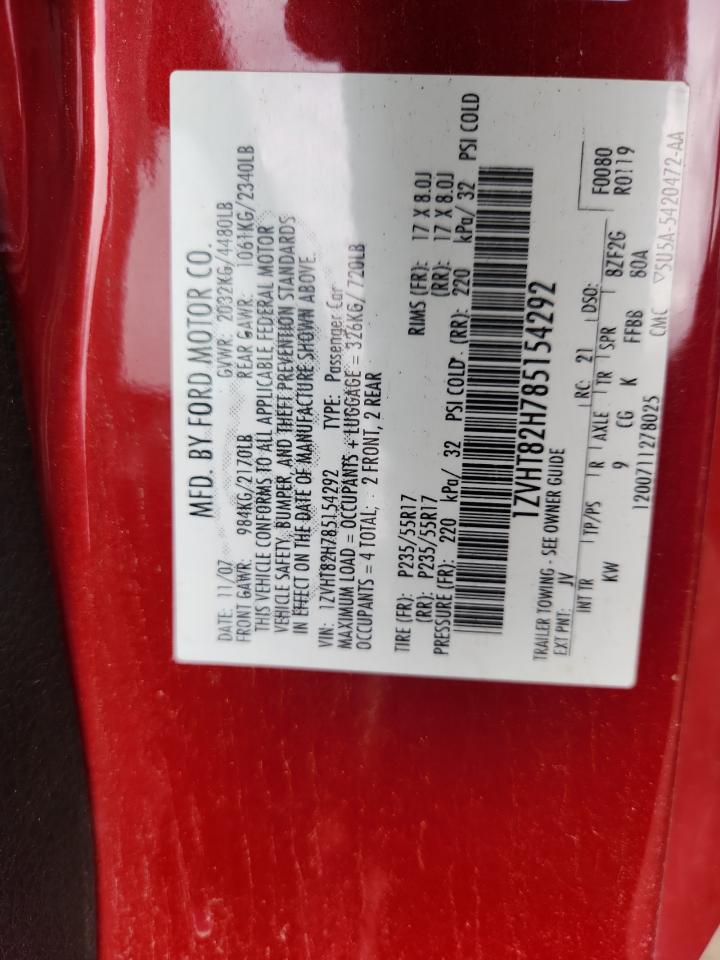 MFD. BY FORD MOTOR CO.
DATE: 11/07 GVWR: 2032KG/4480LB
FRONT GAWR: 984KG/2170LB REAR GAWR: 1061KG/2340LB
THIS VEHICLE CONFORMS TO ALL APPLICABLE FEDERAL MOTOR
VEHICLE SAFETY, BUMPER, AND THEFT PREVENTION STANDARDS
IN EFFECT ON THE DATE OF MANUFACTURE SHOWN ABOVE.
VIN: 1ZVHT82H785154292 TYPE: Passenger Car
MAXIMUM LOAD = OCCUPANTS + LUGGAGE = 326KG/ 720LB
OCCUPANTS = 4 TOTAL; 2 FRONT, 2 REAR
TIRE (FR): P235/55R17 RIMS (FR): 17 X 8.0J
(RR): P235/55R17 (RR): 17 X 8.0J
PRESSURE (FR): 220 kPa/ 32 PSI COLD (RR): 220 kPa/ 32 PSI COLD
1ZVHT82H785154292
TRAILER TOWING - SEE OWNER GUIDE
EXT PNT: JV RC: 21 DSO: F0080
INT TR TP/PS R AXLE TR SPR 8ZF2G R0119
KW 9 CG K FFBB 80A
1200711278025 CMC ▽5U5A-5420472-AA